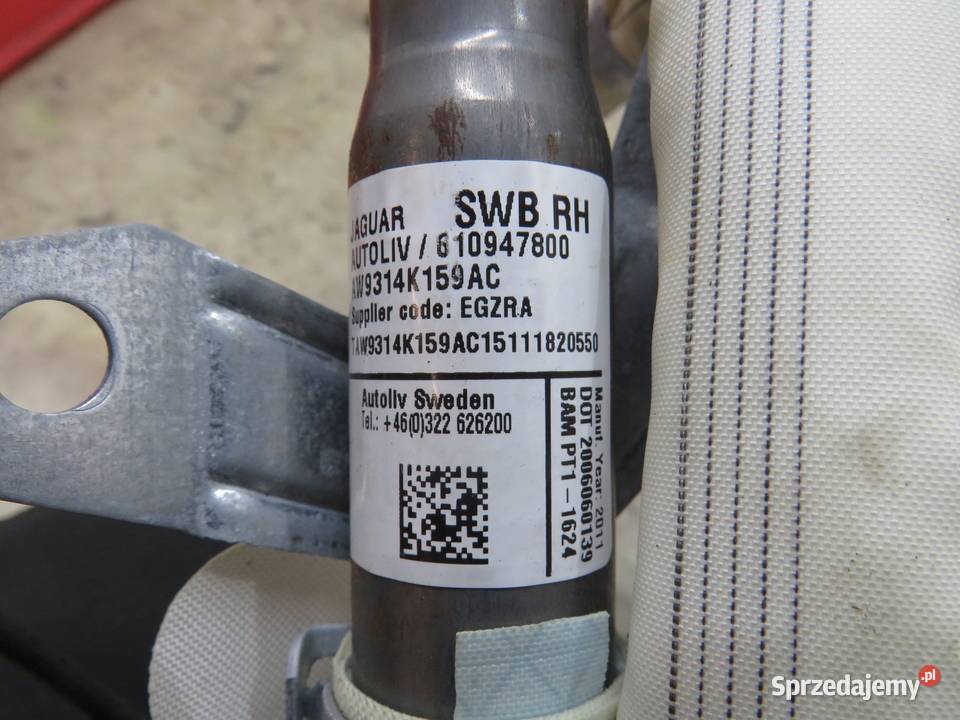 JAGUAR SWB RH
AUTOLIV / 610947800
AW9314K159AC
Supplier code: EGZRA
TAW9314K159AC15111820550
Autoliv Sweden
Tel.: +46(0)322 626200
Manuf. Year: 2011
DOT 2006060139
BAM PT1 - 1624
Sprzedajemy.pl